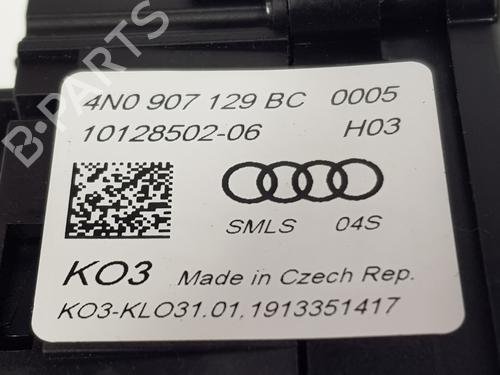 4N0 907 129 BC 0005
10128502-06 H03
SMLS 04S
KO3 Made in Czech Rep.
KO3-KLO31.01.1913351417
B-PARTS